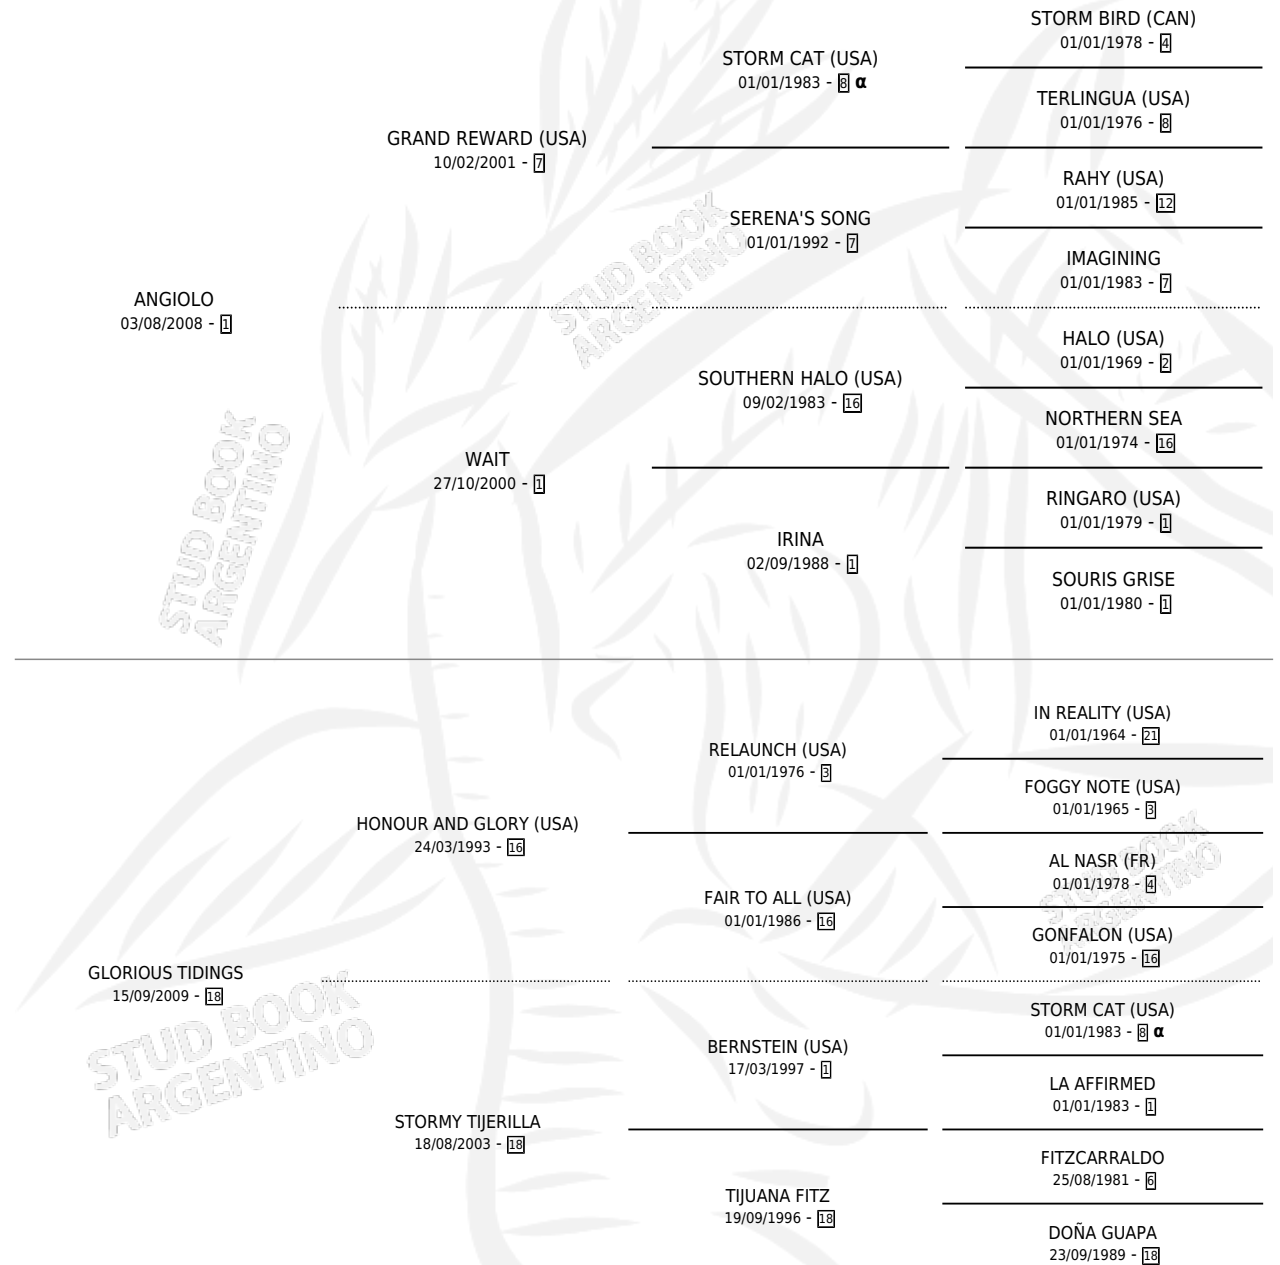 STORM BIRD (CAN)
01/01/1978 - 4
STORM CAT (USA)
01/01/1983 - 8 α
TERLINGUA (USA)
01/01/1976 - 8
GRAND REWARD (USA)
10/02/2001 - 7
RAHY (USA)
01/01/1985 - 12
SERENA'S SONG
01/01/1992 - 7
IMAGINING
01/01/1983 - 7
ANGIOLO
03/08/2008 - 1
HALO (USA)
01/01/1969 - 2
SOUTHERN HALO (USA)
09/02/1983 - 16
NORTHERN SEA
01/01/1974 - 16
WAIT
27/10/2000 - 1
RINGARO (USA)
01/01/1979 - 1
IRINA
02/09/1988 - 1
SOURIS GRISE
01/01/1980 - 1
IN REALITY (USA)
01/01/1964 - 21
RELAUNCH (USA)
01/01/1976 - 3
FOGGY NOTE (USA)
01/01/1965 - 3
HONOUR AND GLORY (USA)
24/03/1993 - 16
AL NASR (FR)
01/01/1978 - 4
FAIR TO ALL (USA)
01/01/1986 - 16
GONFALON (USA)
01/01/1975 - 16
GLORIOUS TIDINGS
15/09/2009 - 18
STORM CAT (USA)
01/01/1983 - 8 α
BERNSTEIN (USA)
17/03/1997 - 1
LA AFFIRMED
01/01/1983 - 1
STORMY TIJERILLA
18/08/2003 - 18
FITZCARRALDO
25/08/1981 - 6
TIJUANA FITZ
19/09/1996 - 18
DOÑA GUAPA
23/09/1989 - 18
STUD BOOK
ARGENTINO
STUD BOOK
ARGENTINO
STUD BOOK
ARGENTINO
STUD BOOK
ARGENTINO